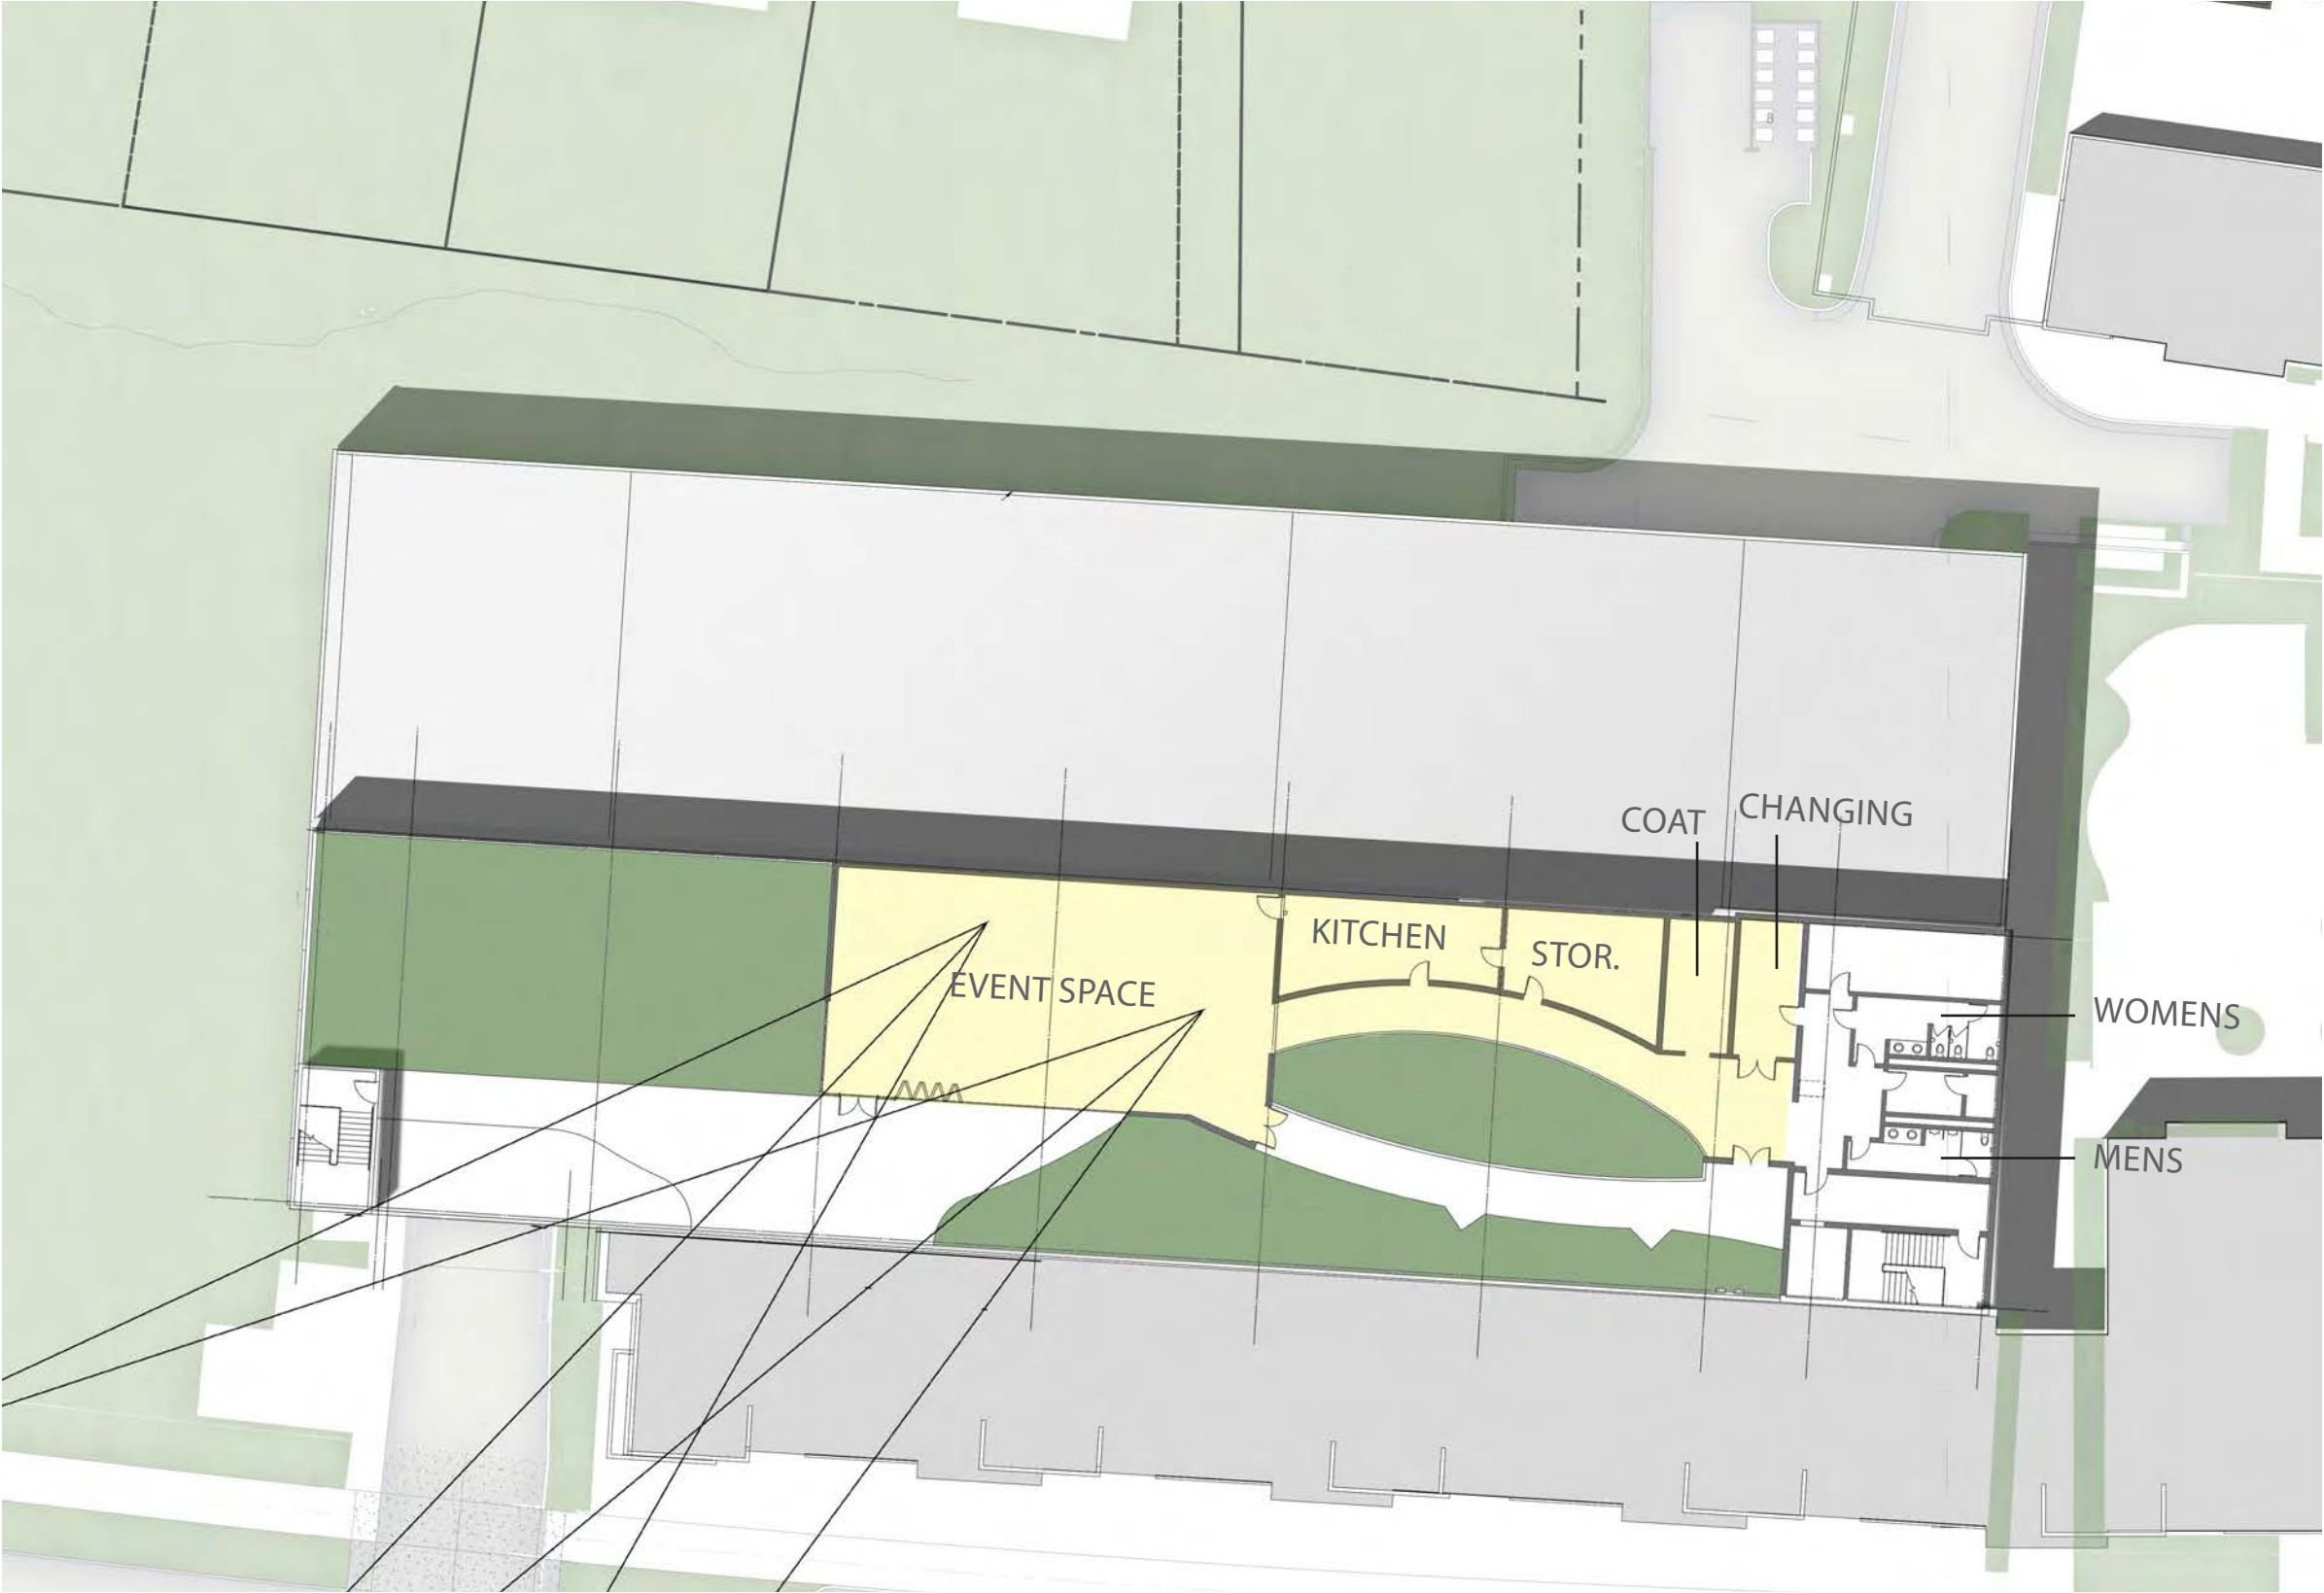 COAT
CHANGING
KITCHEN
STOR.
EVENT SPACE
WOMENS
MENS